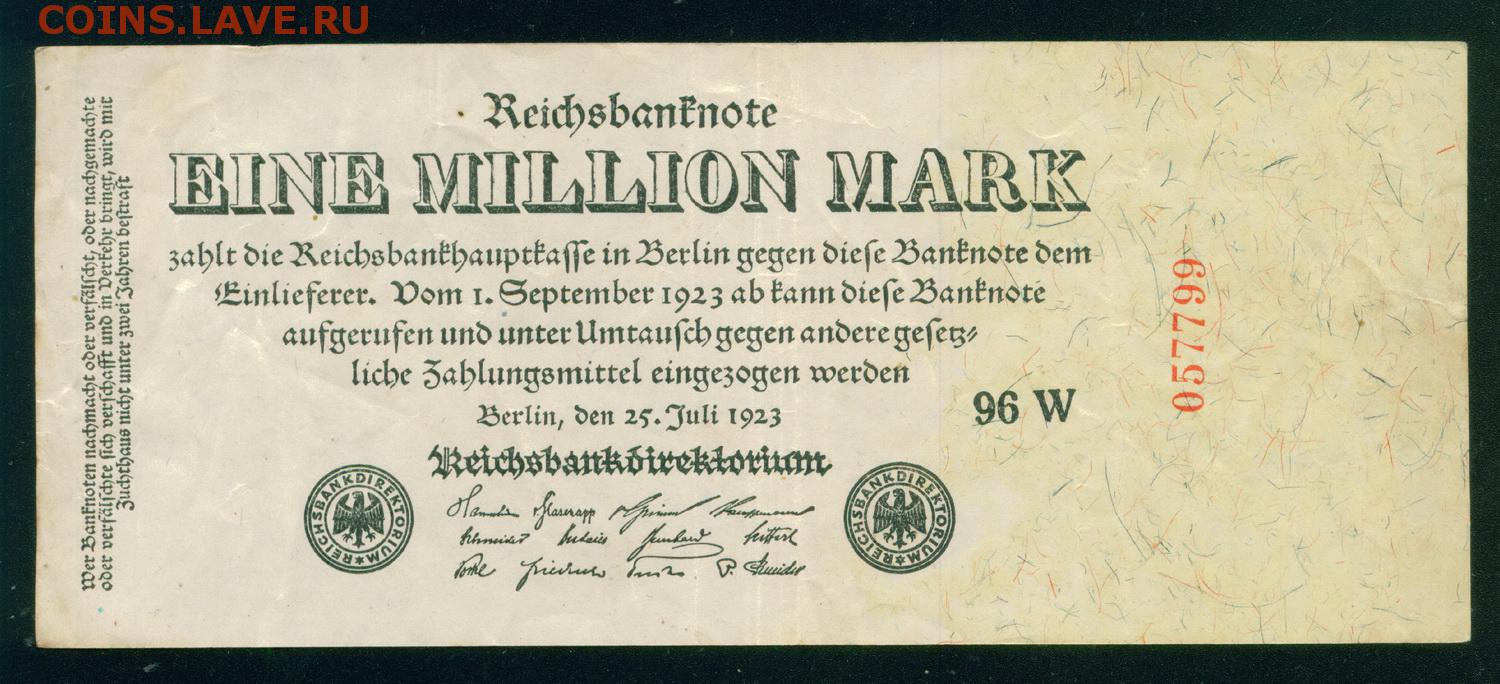 COINS.LAVE.RU
Reichsbanknote
EINE MILLION MARK
zahlt die Reichsbankhauptkasse in Berlin gegen diese Banknote dem
Einlieferer. Vom 1. September 1923 ab kann diese Banknote
aufgerufen und unter Umtausch gegen andere gesetz-
liche Zahlungsmittel eingezogen werden
Berlin, den 25. Juli 1923
96 W
Reichsbankdirektorium
REICHSBANKDIREKTORIUM
REICHSBANKDIREKTORIUM
Wer Banknoten nachmacht oder verfälscht, oder nachgemachte
oder verfälschte sich verschafft und in Verkehr bringt, wird mit
Zuchthaus nicht unter zwei Jahren bestraft
057799